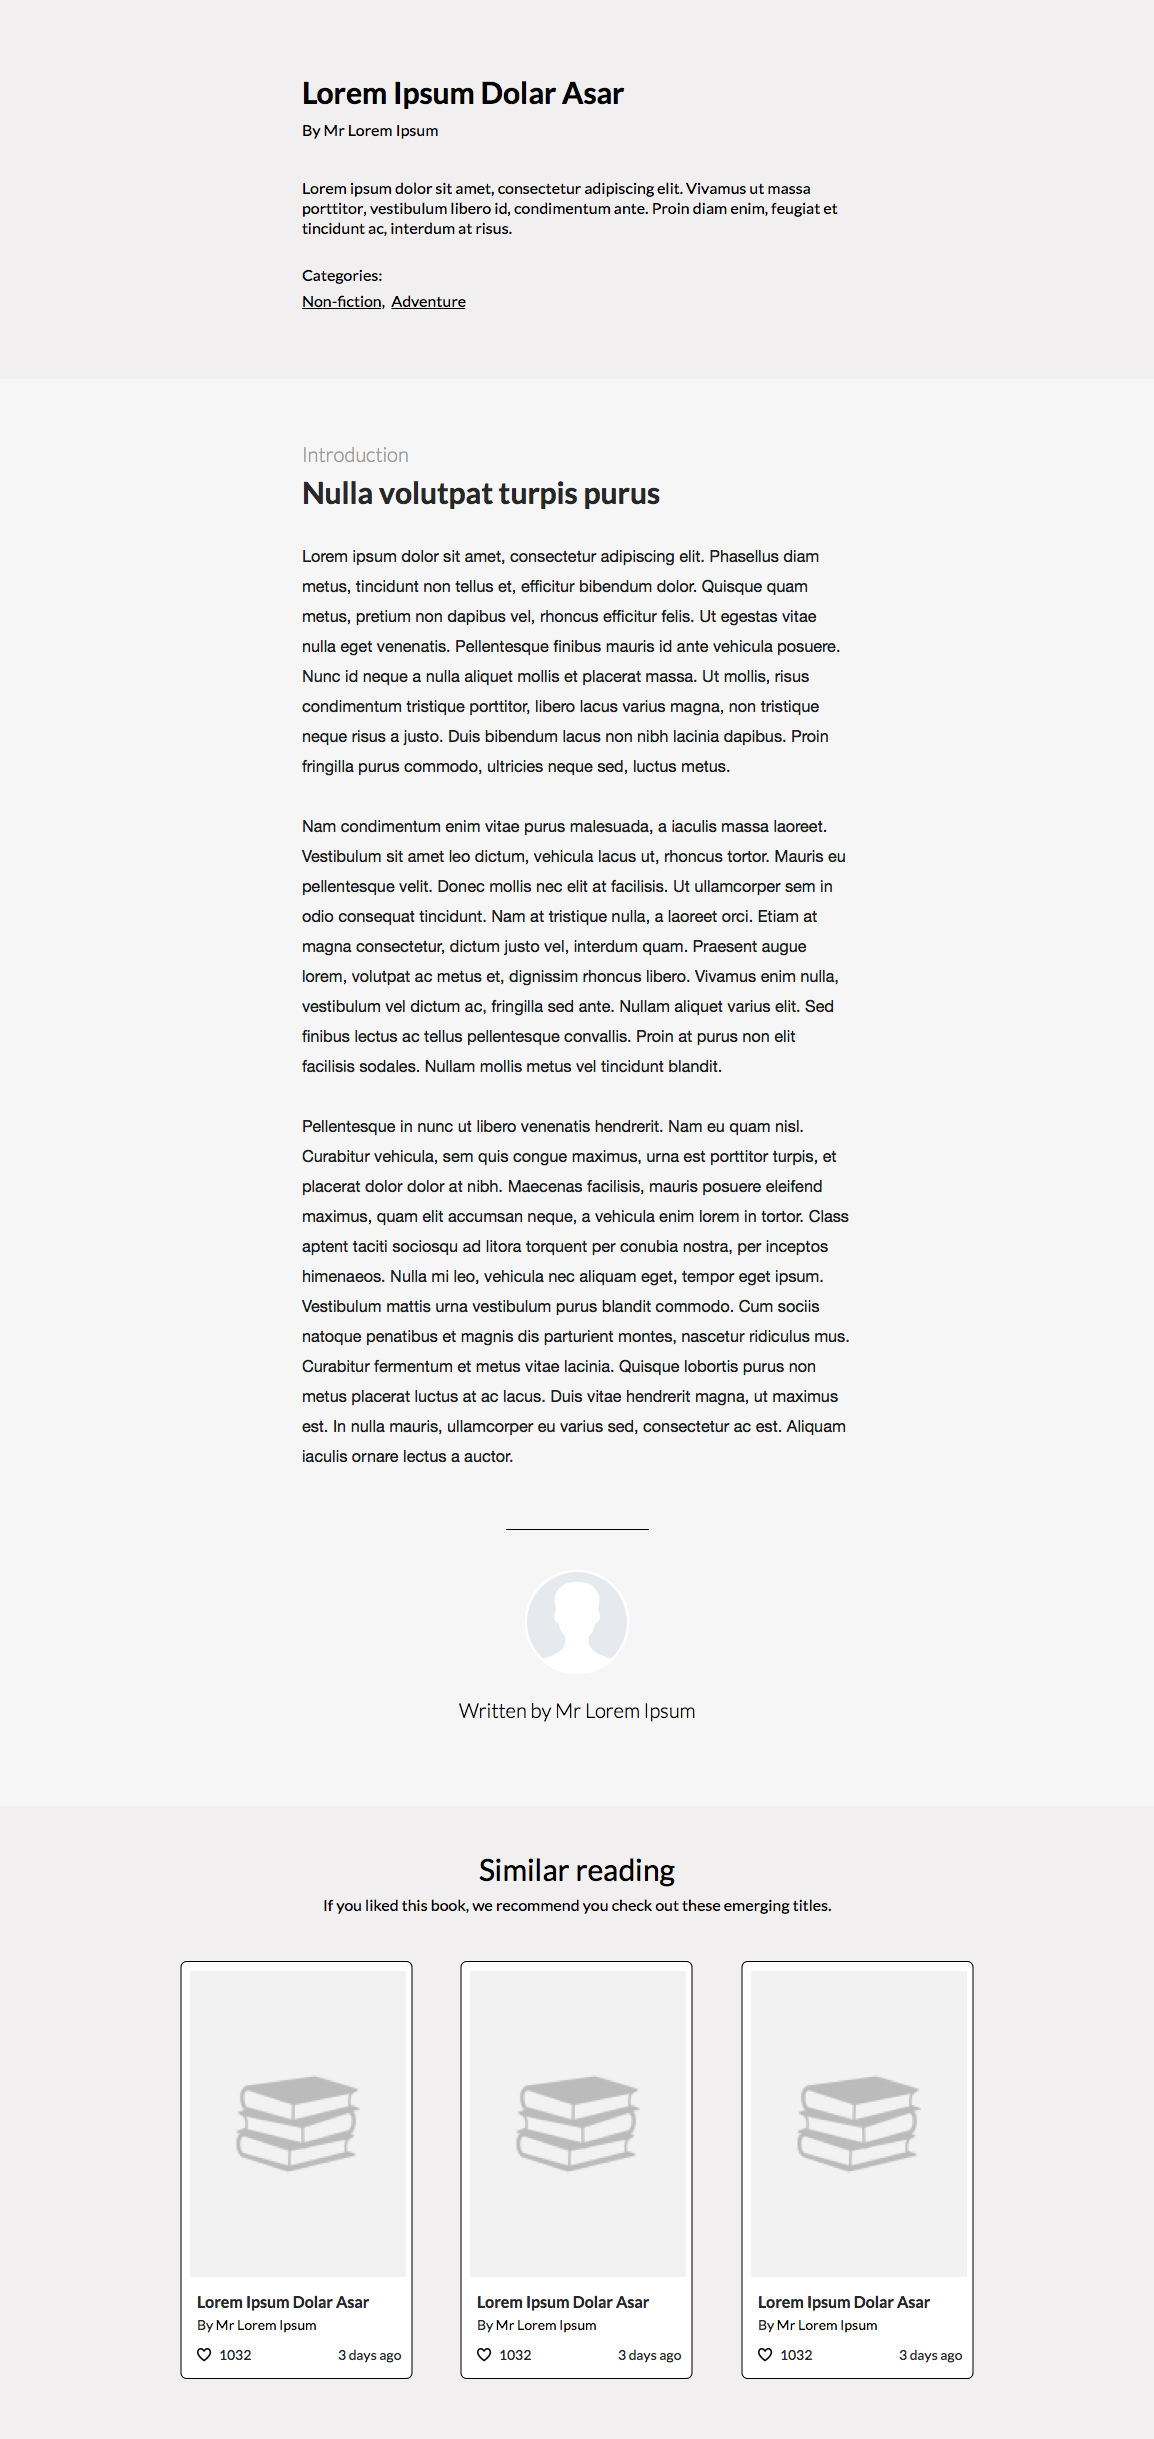 Lorem Ipsum Dolar Asar
By Mr Lorem Ipsum
Lorem ipsum dolor sit amet, consectetur adipiscing elit. Vivamus ut massa
porttitor, vestibulum libero id, condimentum ante. Proin diam enim, feugiat et
tincidunt ac, interdum at risus.
Categories:
Non-fiction, Adventure
Introduction
Nulla volutpat turpis purus
Lorem ipsum dolor sit amet, consectetur adipiscing elit. Phasellus diam
metus, tincidunt non tellus et, efficitur bibendum dolor. Quisque quam
metus, pretium non dapibus vel, rhoncus efficitur felis. Ut egestas vitae
nulla eget venenatis. Pellentesque finibus mauris id ante vehicula posuere.
Nunc id neque a nulla aliquet mollis et placerat massa. Ut mollis, risus
condimentum tristique porttitor, libero lacus varius magna, non tristique
neque risus a justo. Duis bibendum lacus non nibh lacinia dapibus. Proin
fringilla purus commodo, ultricies neque sed, luctus metus.
Nam condimentum enim vitae purus malesuada, a iaculis massa laoreet.
Vestibulum sit amet leo dictum, vehicula lacus ut, rhoncus tortor. Mauris eu
pellentesque velit. Donec mollis nec elit at facilisis. Ut ullamcorper sem in
odio consequat tincidunt. Nam at tristique nulla, a laoreet orci. Etiam at
magna consectetur, dictum justo vel, interdum quam. Praesent augue
lorem, volutpat ac metus et, dignissim rhoncus libero. Vivamus enim nulla,
vestibulum vel dictum ac, fringilla sed ante. Nullam aliquet varius elit. Sed
finibus lectus ac tellus pellentesque convallis. Proin at purus non elit
facilisis sodales. Nullam mollis metus vel tincidunt blandit.
Pellentesque in nunc ut libero venenatis hendrerit. Nam eu quam nisl.
Curabitur vehicula, sem quis congue maximus, urna est porttitor turpis, et
placerat dolor dolor at nibh. Maecenas facilisis, mauris posuere eleifend
maximus, quam elit accumsan neque, a vehicula enim lorem in tortor. Class
aptent taciti sociosqu ad litora torquent per conubia nostra, per inceptos
himenaeos. Nulla mi leo, vehicula nec aliquam eget, tempor eget ipsum.
Vestibulum mattis urna vestibulum purus blandit commodo. Cum sociis
natoque penatibus et magnis dis parturient montes, nascetur ridiculus mus.
Curabitur fermentum et metus vitae lacinia. Quisque lobortis purus non
metus placerat luctus at ac lacus. Duis vitae hendrerit magna, ut maximus
est. In nulla mauris, ullamcorper eu varius sed, consectetur ac est. Aliquam
iaculis ornare lectus a auctor.
Written by Mr Lorem Ipsum
Similar reading
If you liked this book, we recommend you check out these emerging titles.
Lorem Ipsum Dolar Asar
By Mr Lorem Ipsum
1032 3 days ago
Lorem Ipsum Dolar Asar
By Mr Lorem Ipsum
1032 3 days ago
Lorem Ipsum Dolar Asar
By Mr Lorem Ipsum
1032 3 days ago